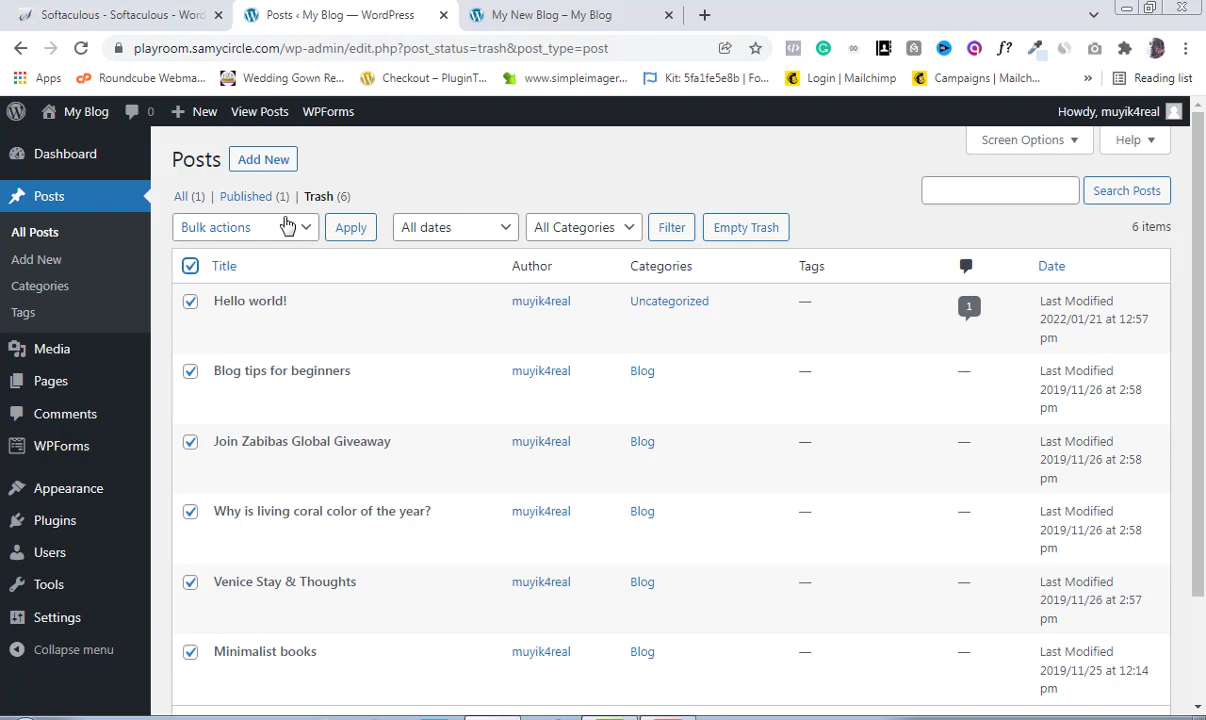 Softaculous - Softaculous - Wor
Posts ‹ My Blog — WordPress
My New Blog – My Blog
playroom.samycircle.com/wp-admin/edit.php?post_status=trash&post_type=post
f?
Apps
cP
Roundcube Webma...
Wedding Gown Re...
Checkout – PluginT...
www.simpleimager...
Kit: 5fa1fe5e8b | Fo...
Login | Mailchimp
Campaigns | Mailch...
»
Reading list
My Blog
0
New
View Posts
WPForms
Howdy, muyik4real
Dashboard
Posts
All Posts
Add New
Categories
Tags
Media
Pages
Comments
WPForms
Appearance
Plugins
Users
Tools
Settings
Collapse menu
Screen Options
Help
Posts
Add New
All (1) | Published (1) | Trash (6)
Search Posts
Bulk actions
Apply
All dates
All Categories
Filter
Empty Trash
6 items
Title
Author
Categories
Tags
Date
Hello world!
muyik4real
Uncategorized
—
1
Last Modified
2022/01/21 at 12:57
pm
Blog tips for beginners
muyik4real
Blog
—
—
Last Modified
2019/11/26 at 2:58
pm
Join Zabibas Global Giveaway
muyik4real
Blog
—
—
Last Modified
2019/11/26 at 2:58
pm
Why is living coral color of the year?
muyik4real
Blog
—
—
Last Modified
2019/11/26 at 2:58
pm
Venice Stay & Thoughts
muyik4real
Blog
—
—
Last Modified
2019/11/26 at 2:57
pm
Minimalist books
muyik4real
Blog
—
—
Last Modified
2019/11/25 at 12:14
pm